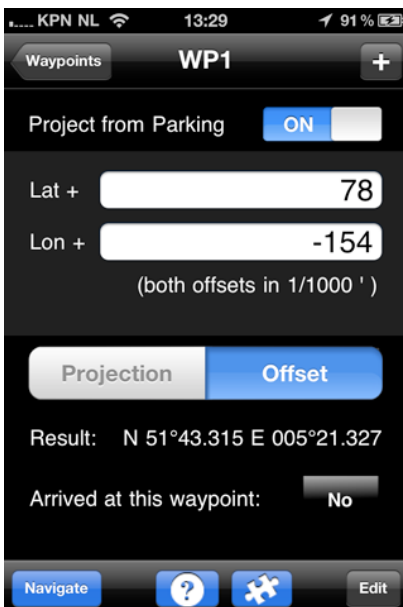 KPN NL 13:29 91%
Waypoints WP1 +
Project from Parking ON
Lat + 78
Lon + -154
(both offsets in 1/1000 ' )
Projection Offset
Result: N 51°43.315 E 005°21.327
Arrived at this waypoint: No
Navigate ? Edit